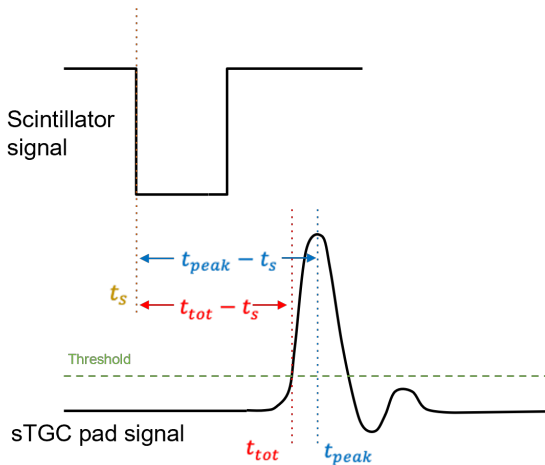 Scintillator
signal
t_peak − t_s
t_s
t_tot − t_s
Threshold
sTGC pad signal
t_tot
t_peak